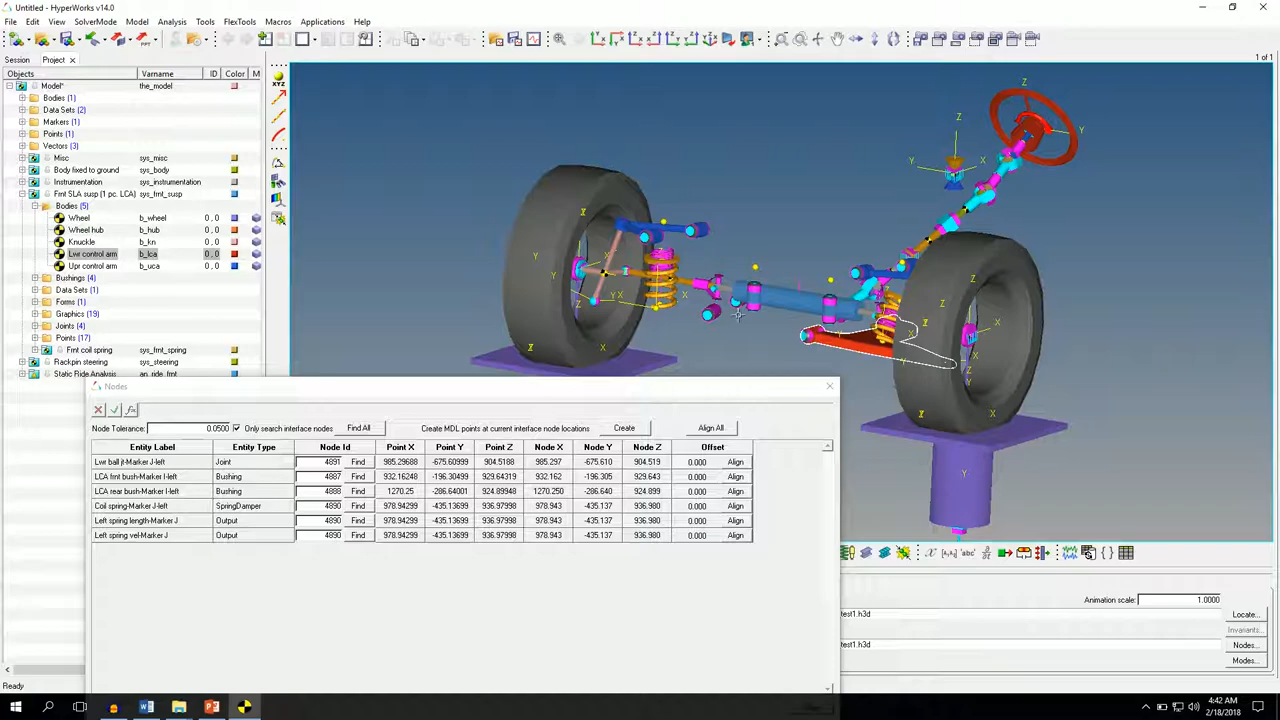 Untitled - HyperWorks v14.0
File Edit View SolverMode Model Analysis Tools FlexTools Macros Applications Help
Session Project
1 of 1
Objects Varname ID Color M
Model* the_model
Bodies (1)
Data Sets (2)
Markers (1)
Points (1)
Vectors (3)
Misc sys_misc
Body fixed to ground sys_body
Instrumentation sys_instrumentation
Frnt SLA susp (1 pc. LCA) sys_frnt_susp
Bodies (5)
Wheel b_wheel 0, 0
Wheel hub b_hub 0, 0
Knuckle b_kn 0, 0
Lwr control arm b_lca 0, 0
Upr control arm b_uca 0, 0
Bushings (4)
Data Sets (1)
Forms (1)
Graphics (19)
Joints (4)
Points (17)
Frnt coil spring sys_frnt_spring
Rackpin steering sys_steering
Static Ride Analysis an_ride_frnt
Nodes
Node Tolerance: 0.0500 Only search interface nodes Find All Create MDL points at current interface node locations Create Align All
Entity Label Entity Type Node Id Point X Point Y Point Z Node X Node Y Node Z Offset
Lwr ball jt-Marker J-left Joint 4891 Find 985.29688 -675.60999 904.5188 985.297 -675.610 904.519 0.000 Align
LCA frnt bush-Marker I-left Bushing 4887 Find 932.16248 -196.30499 929.64319 932.162 -196.305 929.643 0.000 Align
LCA rear bush-Marker I-left Bushing 4888 Find 1270.25 -286.64001 924.89948 1270.250 -286.640 924.899 0.000 Align
Coil spring-Marker J-left SpringDamper 4890 Find 978.94299 -435.13699 936.97998 978.943 -435.137 936.980 0.000 Align
Left spring length-Marker J Output 4890 Find 978.94299 -435.13699 936.97998 978.943 -435.137 936.980 0.000 Align
Left spring vel-Marker J Output 4890 Find 978.94299 -435.13699 936.97998 978.943 -435.137 936.980 0.000 Align
Animation scale: 1.0000
test1.h3d Locate...
Invariants...
test1.h3d Nodes...
Modes...
Ready
4:42 AM
2/18/2018